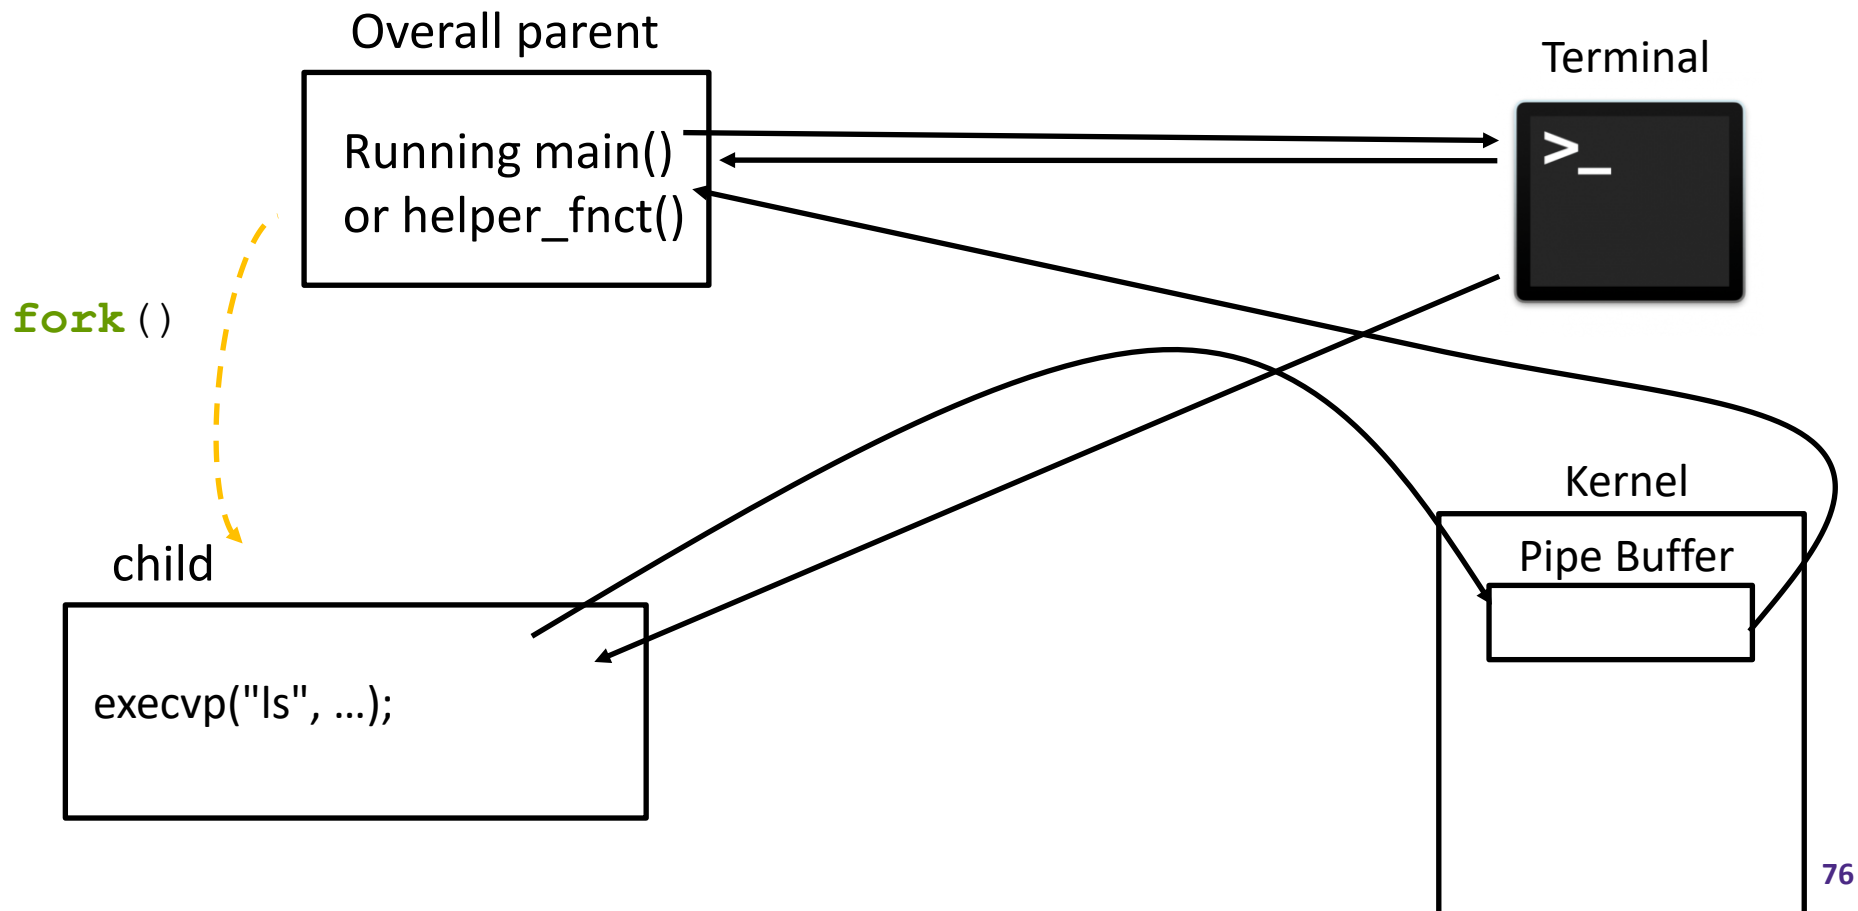 Overall parent
Terminal
>_
Running main()
or helper_fnct()
fork()
Kernel
Pipe Buffer
child
execvp("ls", …);
76